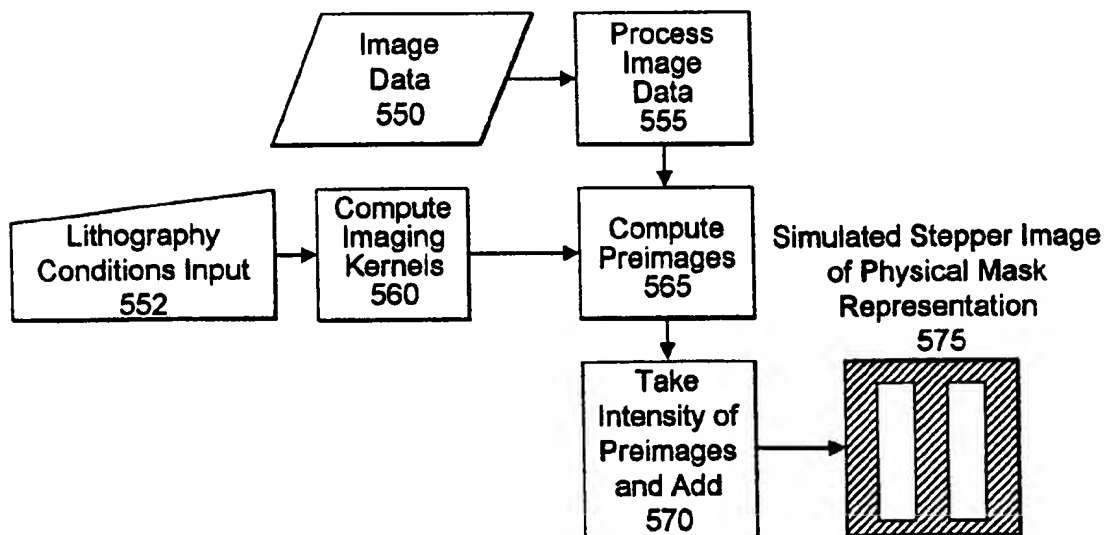 Image
Data
550
Process
Image
Data
555
Lithography
Conditions Input
552
Compute
Imaging
Kernels
560
Compute
Preimages
565
Simulated Stepper Image
of Physical Mask
Representation
575
Take
Intensity of
Preimages
and Add
570